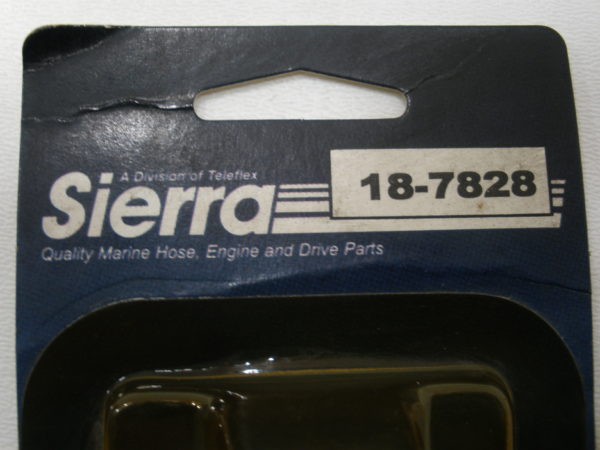 A Division of Teleflex
Sierra
18-7828
Quality Marine Hose, Engine and Drive Parts